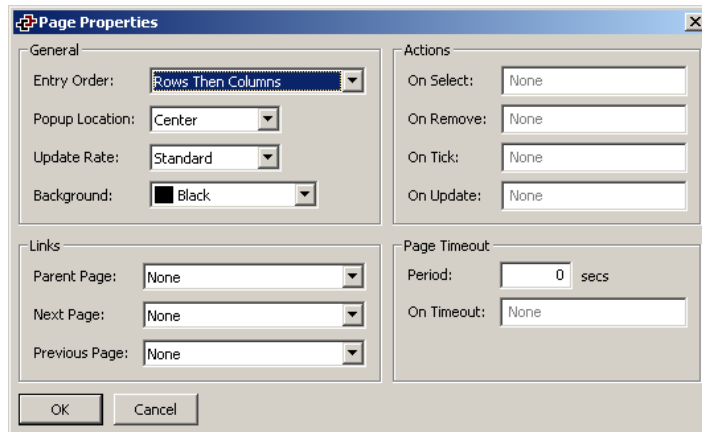 Page Properties
General
Entry Order: Rows Then Columns
Popup Location: Center
Update Rate: Standard
Background: Black
Actions
On Select: None
On Remove: None
On Tick: None
On Update: None
Links
Parent Page: None
Next Page: None
Previous Page: None
Page Timeout
Period: 0 secs
On Timeout: None
OK Cancel